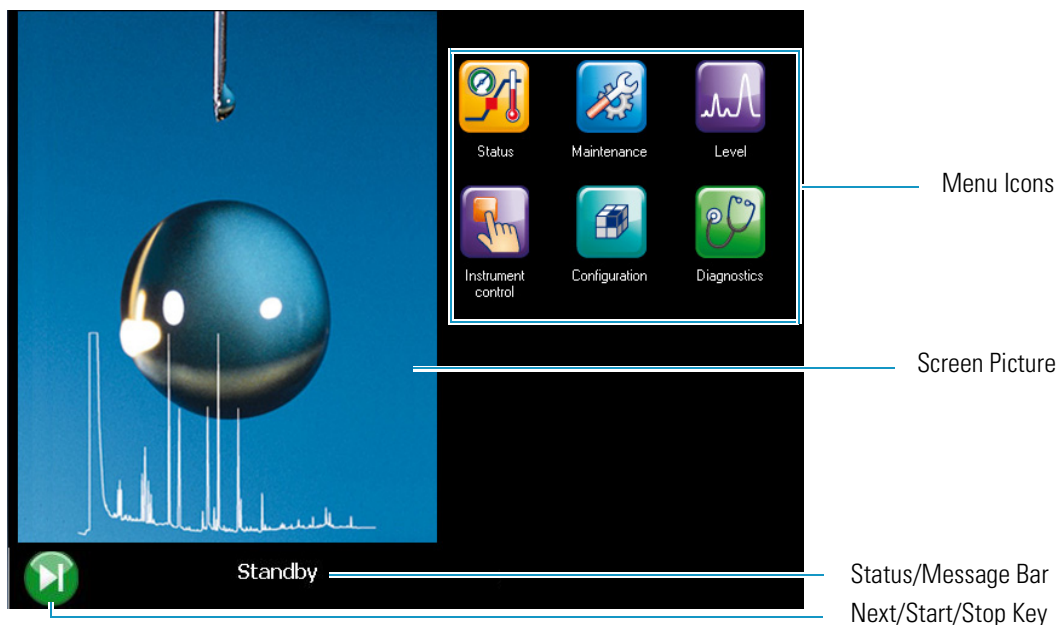 Status
Maintenance
Level
Menu Icons
Instrument
control
Configuration
Diagnostics
Screen Picture
Standby
Status/Message Bar
Next/Start/Stop Key